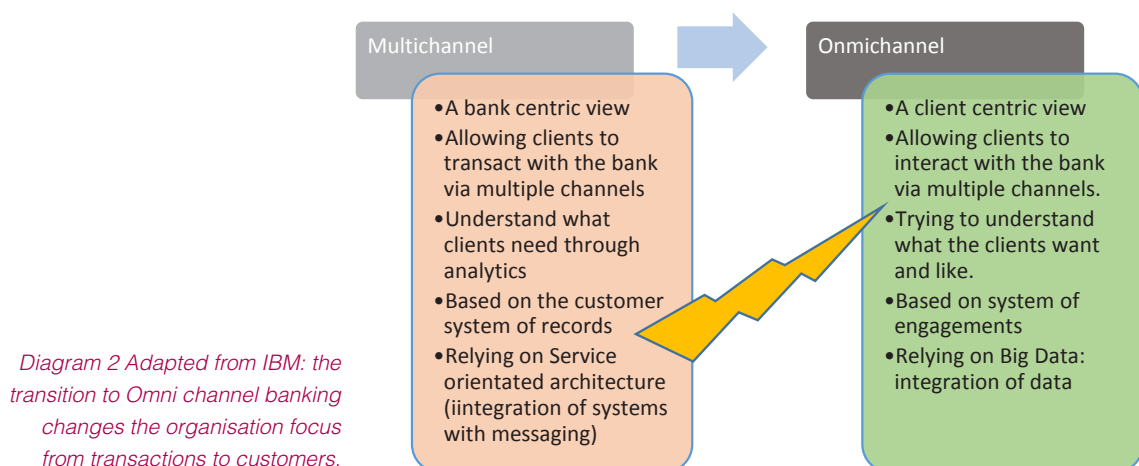 Multichannel
•A bank centric view
•Allowing clients to
transact with the bank
via multiple channels
•Understand what
clients need through
analytics
•Based on the customer
system of records
•Relying on Service
orientated architecture
(iintegration of systems
with messaging)
Onmichannel
•A client centric view
•Allowing clients to
interact with the bank
via multiple channels.
•Trying to understand
what the clients want
and like.
•Based on system of
engagements
•Relying on Big Data:
integration of data
Diagram 2 Adapted from IBM: the
transition to Omni channel banking
changes the organisation focus
from transactions to customers.